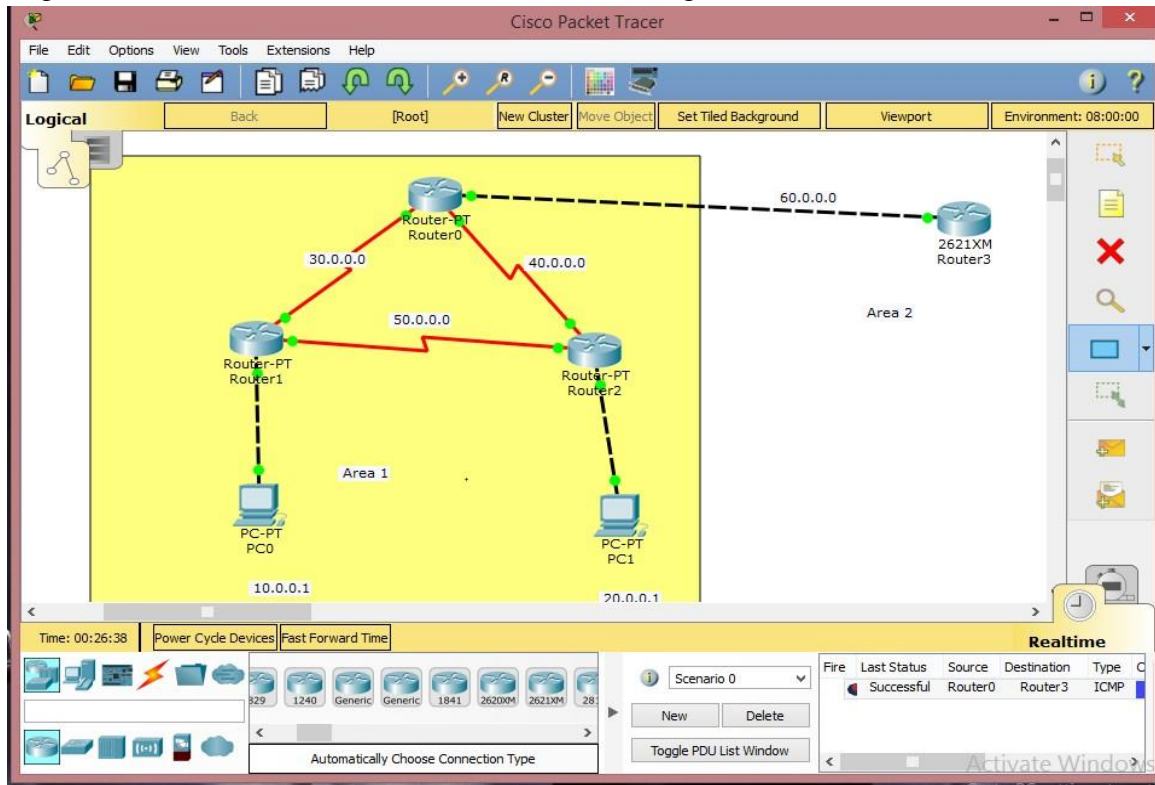 Cisco Packet Tracer
File Edit Options View Tools Extensions Help
Logical Back [Root] New Cluster Move Object Set Tiled Background Viewport Environment: 08:00:00
Router-PT
Router0
60.0.0.0
2621XM
Router3
30.0.0.0
40.0.0.0
50.0.0.0
Area 2
Router-PT
Router1
Router-PT
Router2
Area 1
PC-PT
PC0
PC-PT
PC1
10.0.0.1
20.0.0.1
Time: 00:26:38 Power Cycle Devices Fast Forward Time Realtime
829 1240 Generic Generic 1841 2620XM 2621XM 281
Automatically Choose Connection Type
Scenario 0
New Delete
Toggle PDU List Window
Fire Last Status Source Destination Type C
Successful Router0 Router3 ICMP
Activate Windows